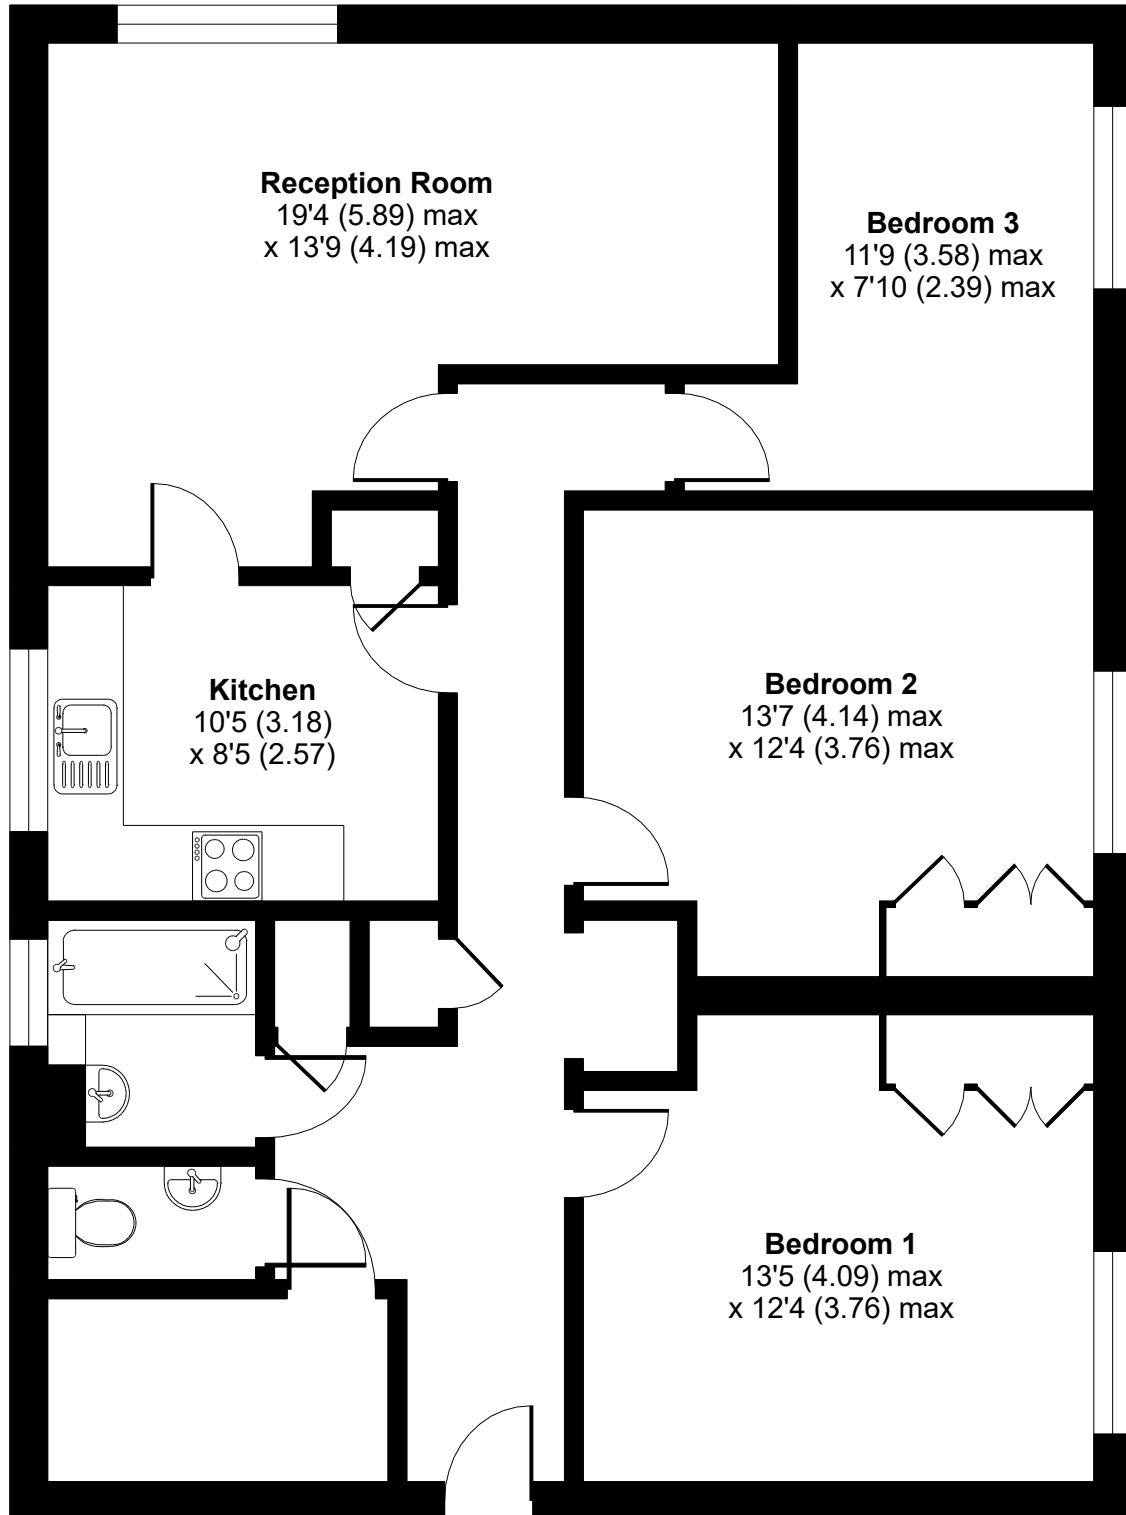 Reception Room
19'4 (5.89) max
x 13'9 (4.19) max
Bedroom 3
11'9 (3.58) max
x 7'10 (2.39) max
Kitchen
10'5 (3.18)
x 8'5 (2.57)
Bedroom 2
13'7 (4.14) max
x 12'4 (3.76) max
Bedroom 1
13'5 (4.09) max
x 12'4 (3.76) max